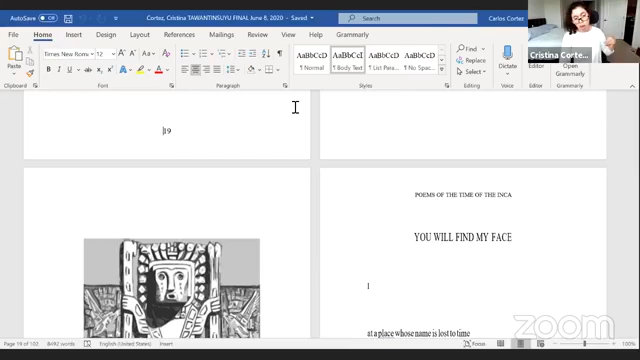 AutoSave Off
Cortez, Cristina TAWANTINSUYU FINAL June 8, 2020 - Saved
Carlos Cortez
File Home Insert Draw Design Layout References Mailings Review View Help Grammarly
Cristina Corte...
Paste
Times New Roma 12
AaBbCcD AaBbCcI AaBbCcD AaBbCcD
¶ Normal ¶ Body Text ¶ List Para... ¶ No Spac...
Find
Replace
Select
Dictate
Editor
Open
Grammarly
Clipboard Font Paragraph Styles Editing Voice Editor Grammarly
19
POEMS OF THE TIME OF THE INCA
YOU WILL FIND MY FACE
I
at a place whose name is lost to time
Page 19 of 102 8492 words English (United States) Insert Focus 100%
zoom